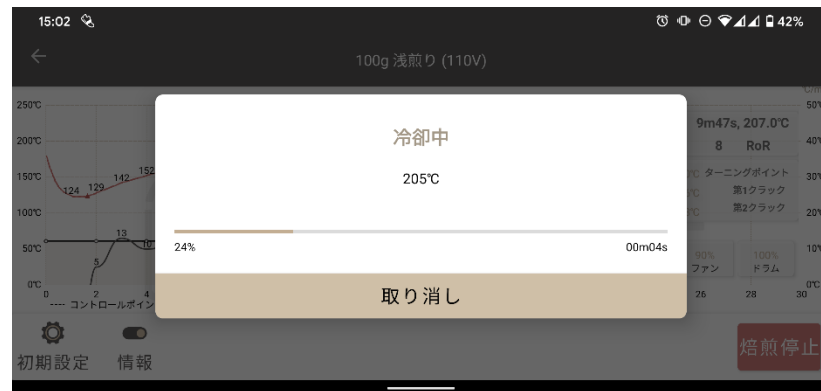 15:02
42%
100g 浅煎り (110V)
℃/m
250℃
200℃
150℃
100℃
50℃
0℃
124 129 142 152
5 13 10
0 2 4
---- コントロールポイン
冷却中
205℃
24%
00m04s
取り消し
9m47s, 207.0℃
8 RoR
ターニングポイント
第1クラック
第2クラック
90%
ファン
100%
ドラム
26 28 30
初期設定
情報
焙煎停止